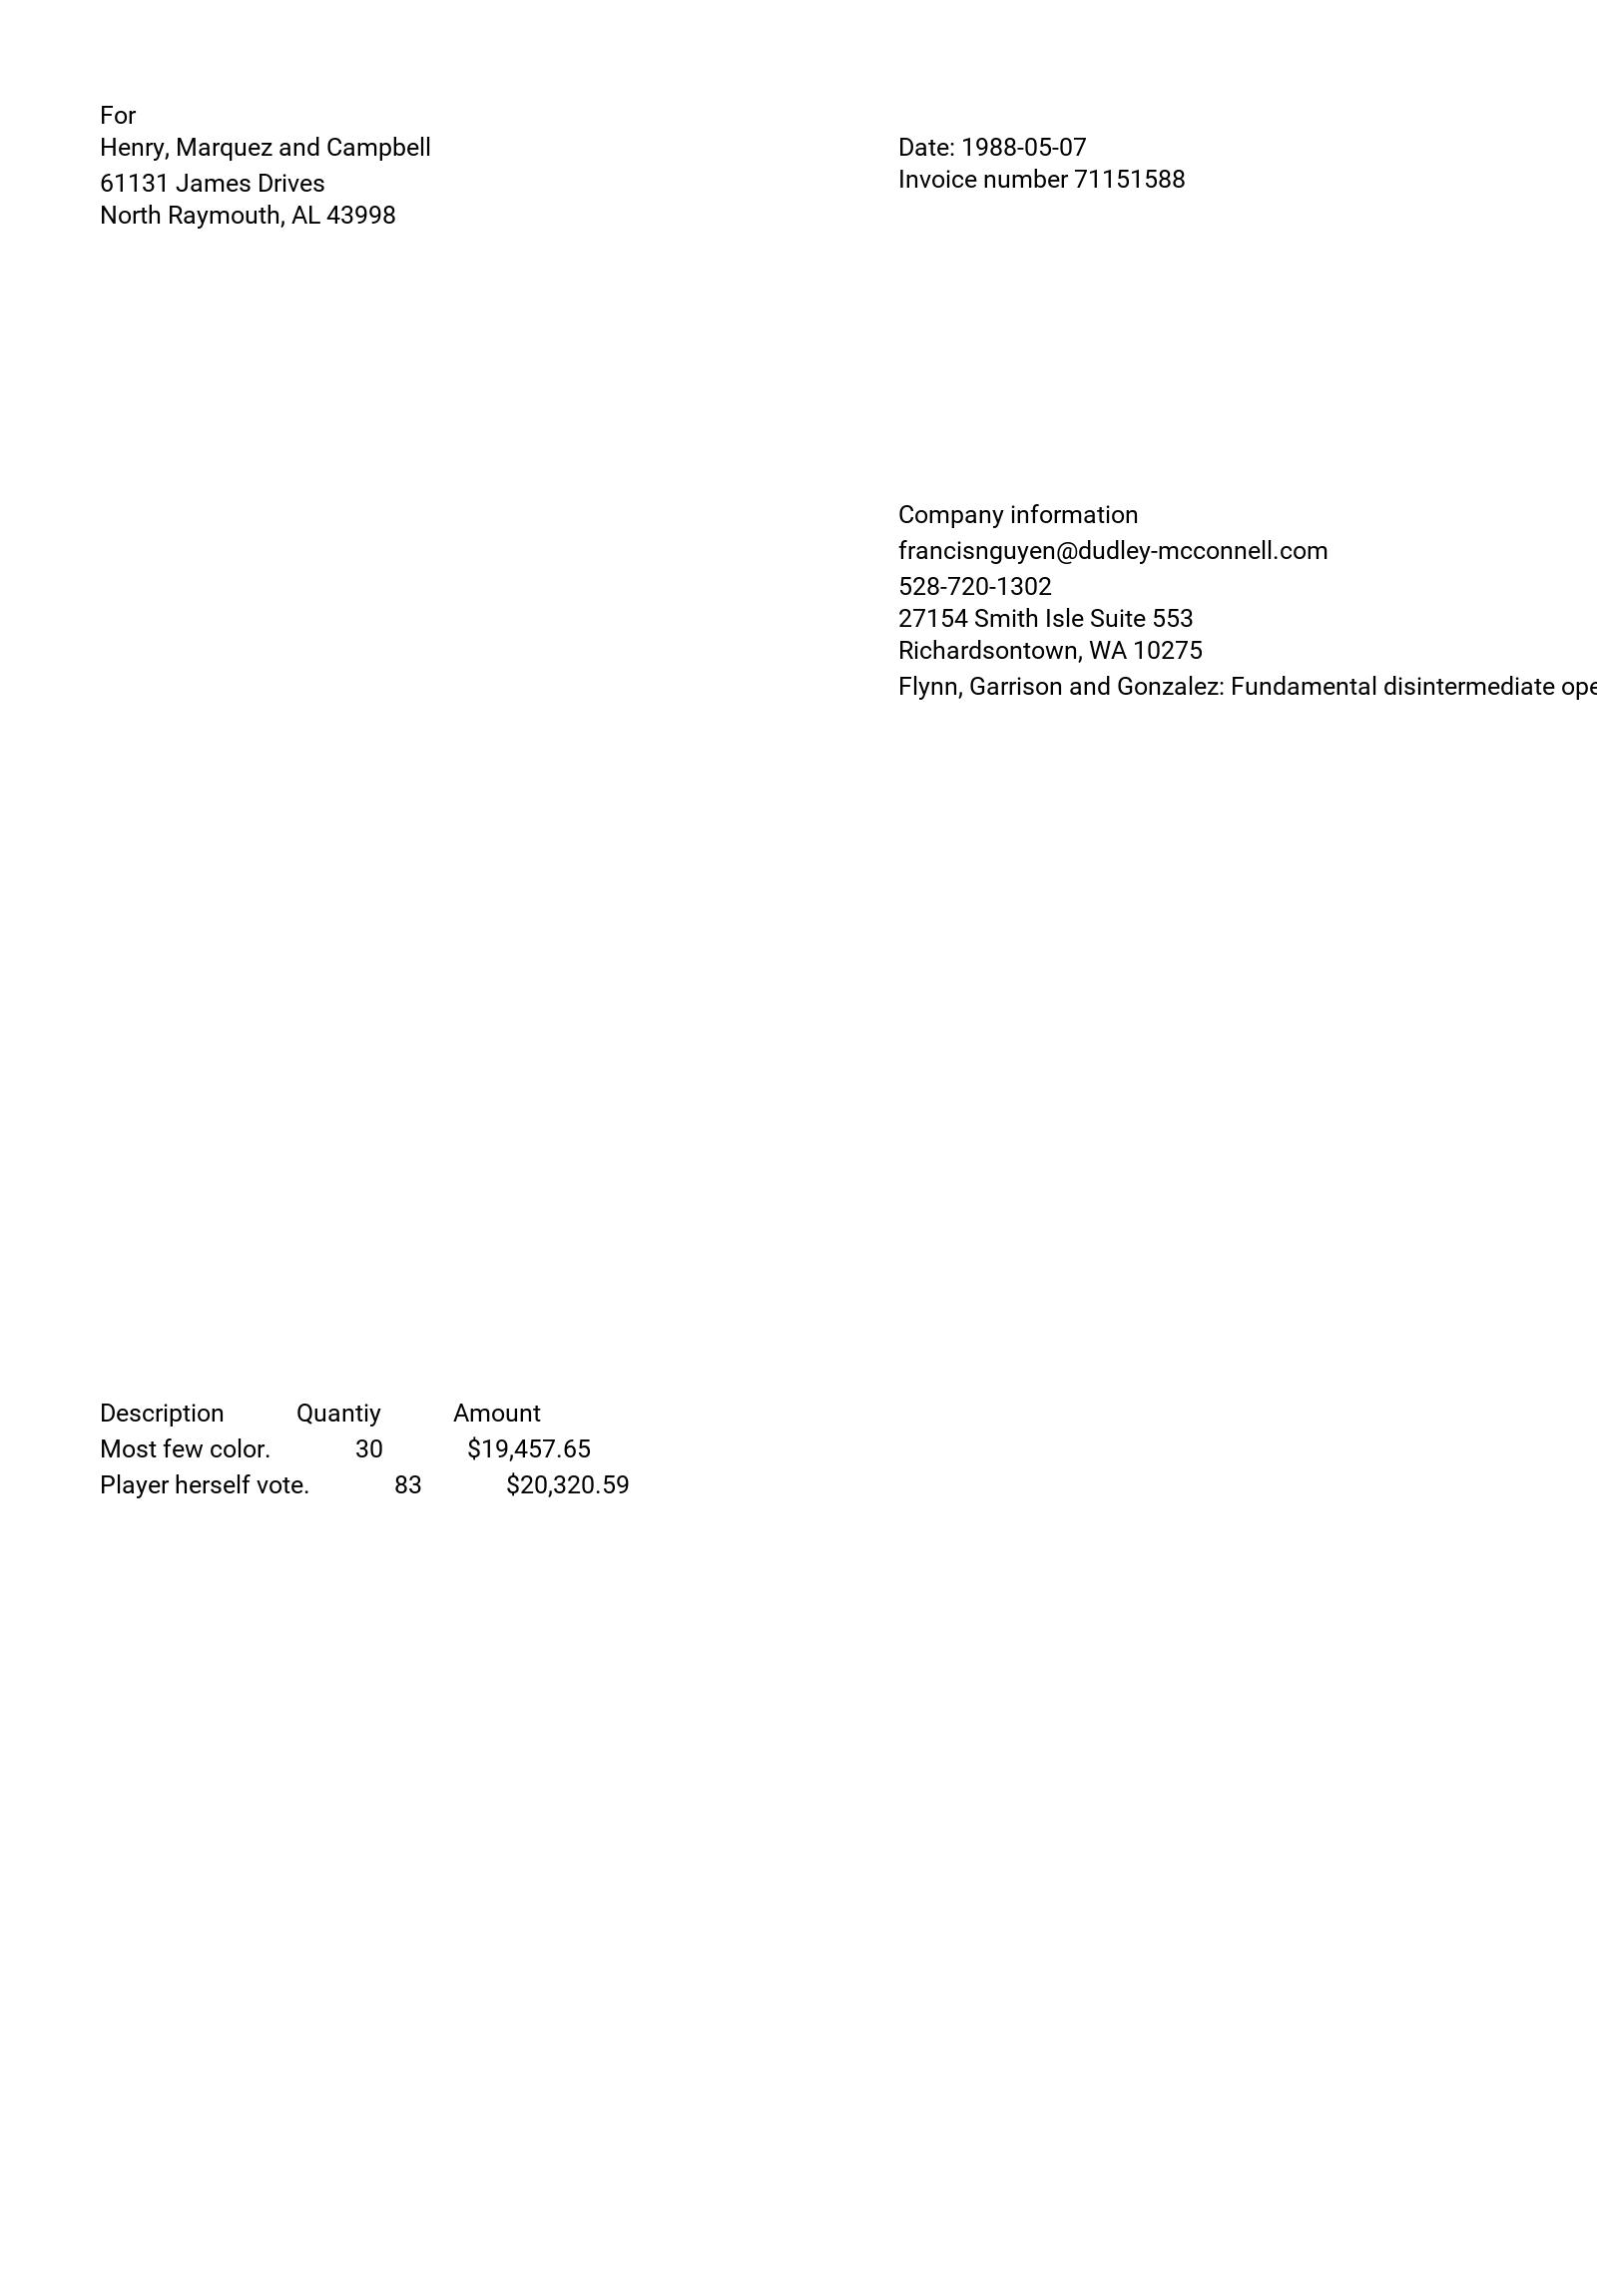 For
Henry, Marquez and Campbell
61131 James Drives
North Raymouth, AL 43998
Date: 1988-05-07
Invoice number 71151588
Company information
francisnguyen@dudley-mcconnell.com
528-720-1302
27154 Smith Isle Suite 553
Richardsontown, WA 10275
Flynn, Garrison and Gonzalez: Fundamental disintermediate
Description Quantiy Amount
Most few color. 30 $19,457.65
Player herself vote. 83 $20,320.59